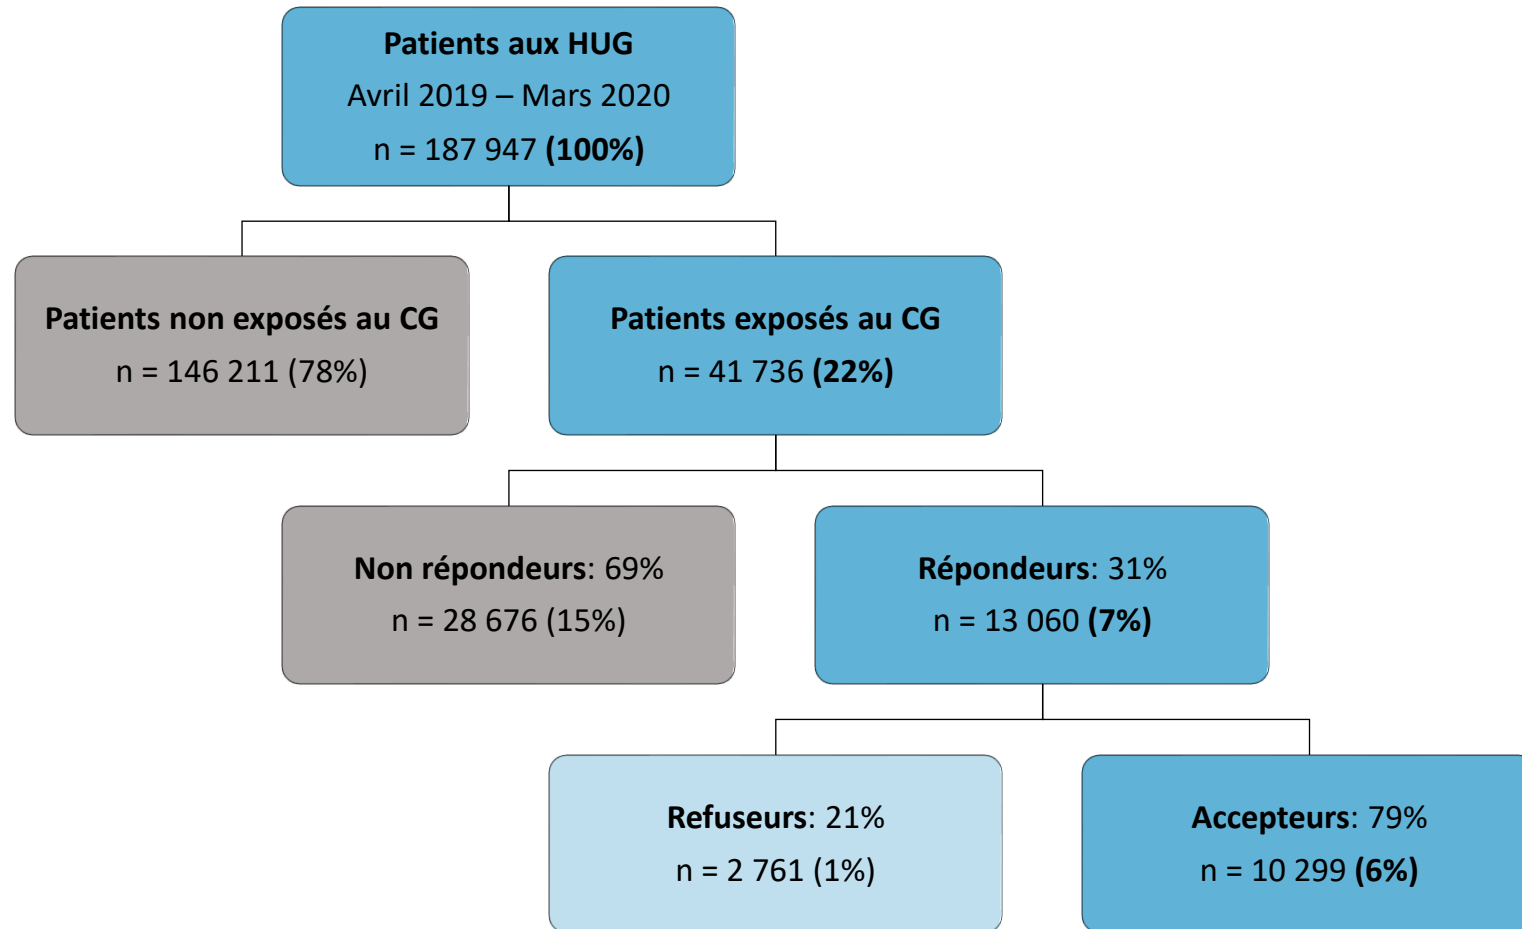 Patients aux HUG
Avril 2019 – Mars 2020
n = 187 947 (100%)
Patients non exposés au CG
n = 146 211 (78%)
Patients exposés au CG
n = 41 736 (22%)
Non répondeurs: 69%
n = 28 676 (15%)
Répondeurs: 31%
n = 13 060 (7%)
Refuseurs: 21%
n = 2 761 (1%)
Accepteurs: 79%
n = 10 299 (6%)